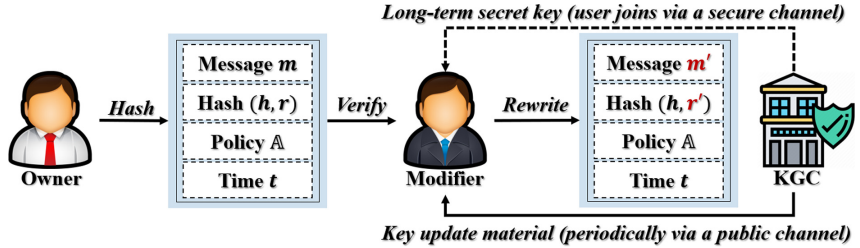 Long-term secret key (user joins via a secure channel)
Message m
Hash (h, r)
Policy 𝔸
Time t
Hash
Verify
Rewrite
Message m′
Hash (h, r′)
Policy 𝔸
Time t
Owner
Modifier
KGC
Key update material (periodically via a public channel)